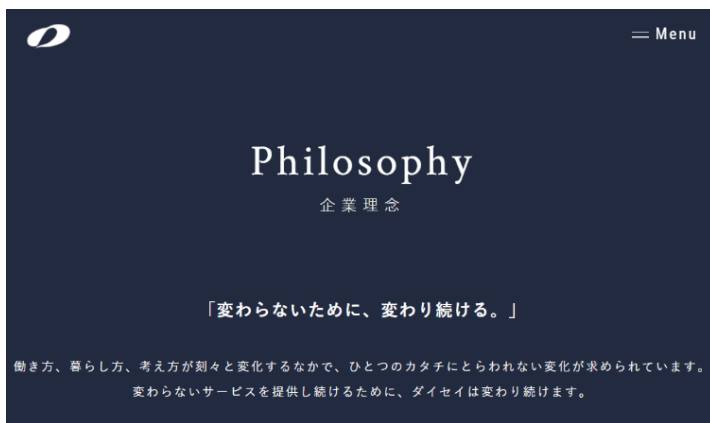 Menu
Philosophy
企業理念
「変わらないために、変わり続ける。」
働き方、暮らし方、考え方が刻々と変化するなかで、ひとつのカタチにとらわれない変化が求められています。
変わらないサービスを提供し続けるために、ダイセイは変わり続けます。